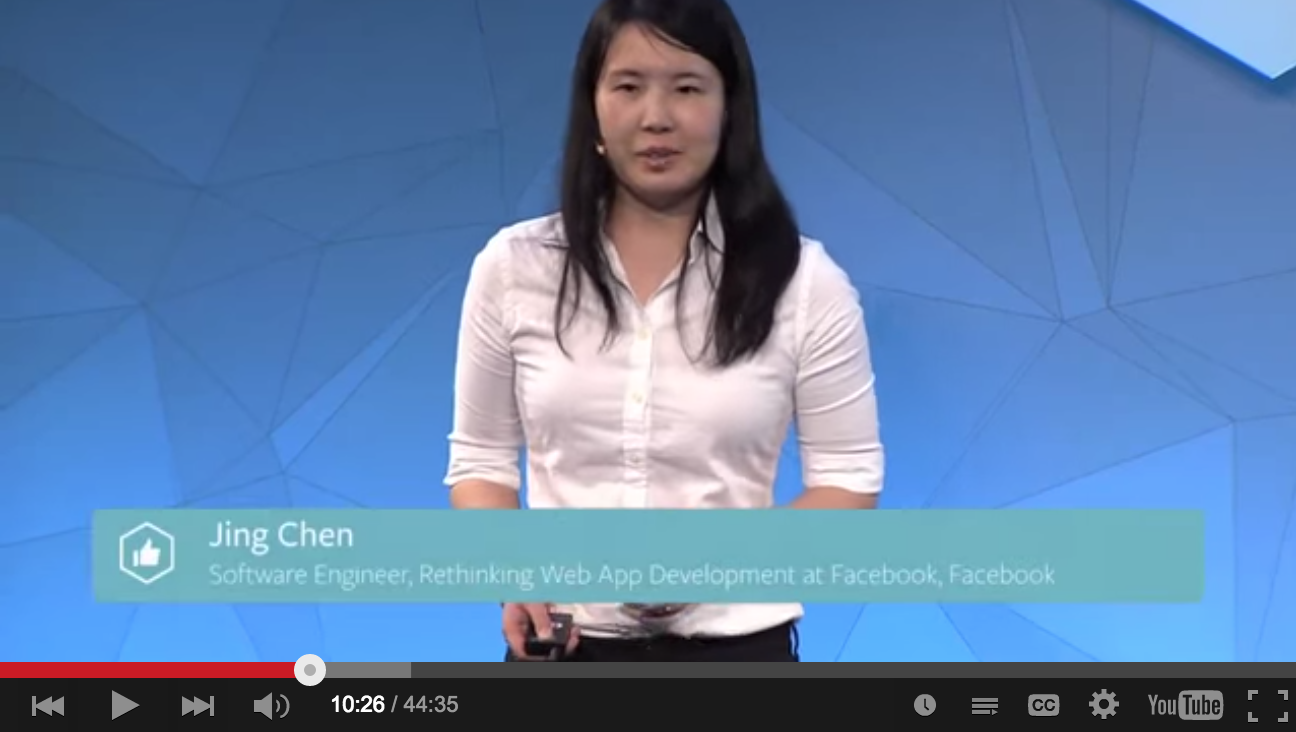 Jing Chen
Software Engineer, Rethinking Web App Development at Facebook, Facebook
10:26 / 44:35
CC
YouTube